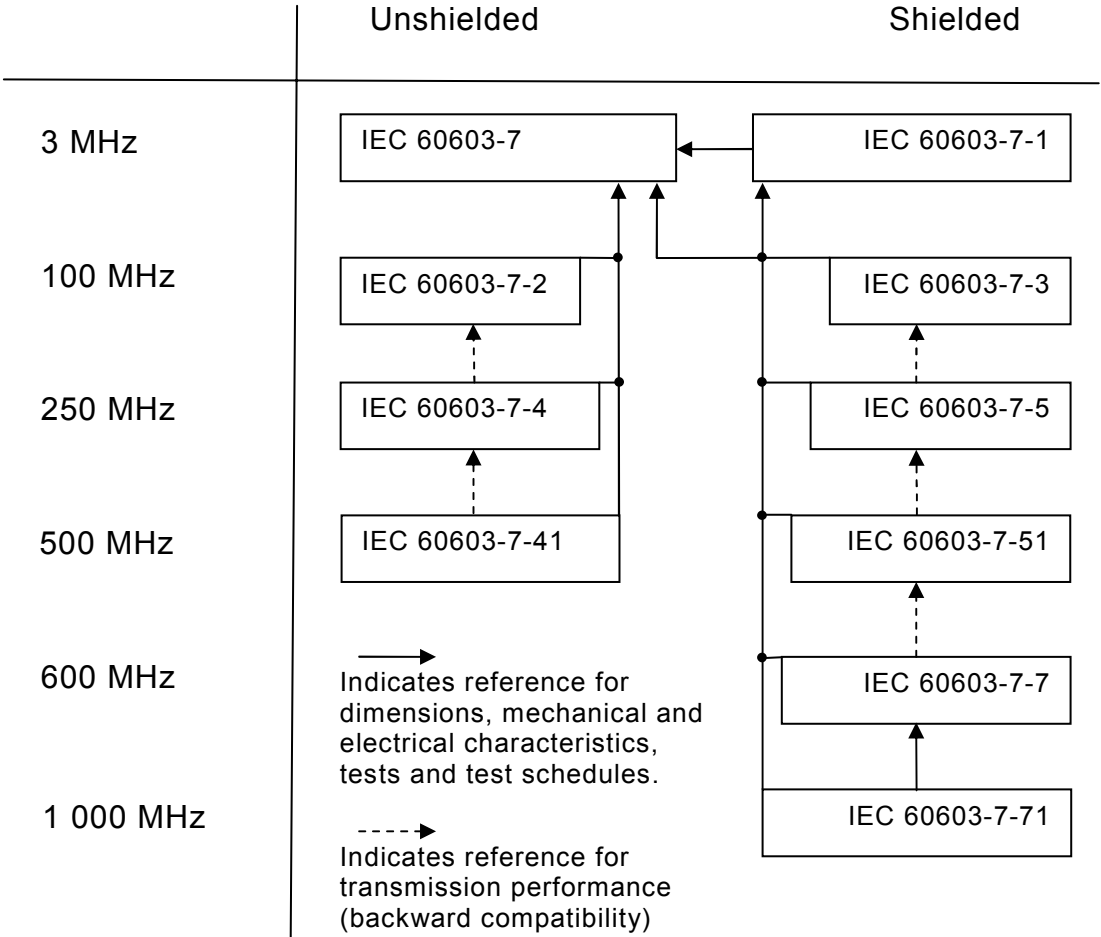 Unshielded Shielded
3 MHz IEC 60603-7 IEC 60603-7-1
100 MHz IEC 60603-7-2 IEC 60603-7-3
250 MHz IEC 60603-7-4 IEC 60603-7-5
500 MHz IEC 60603-7-41 IEC 60603-7-51
600 MHz IEC 60603-7-7
Indicates reference for
dimensions, mechanical and
electrical characteristics,
tests and test schedules.
1 000 MHz IEC 60603-7-71
Indicates reference for
transmission performance
(backward compatibility)